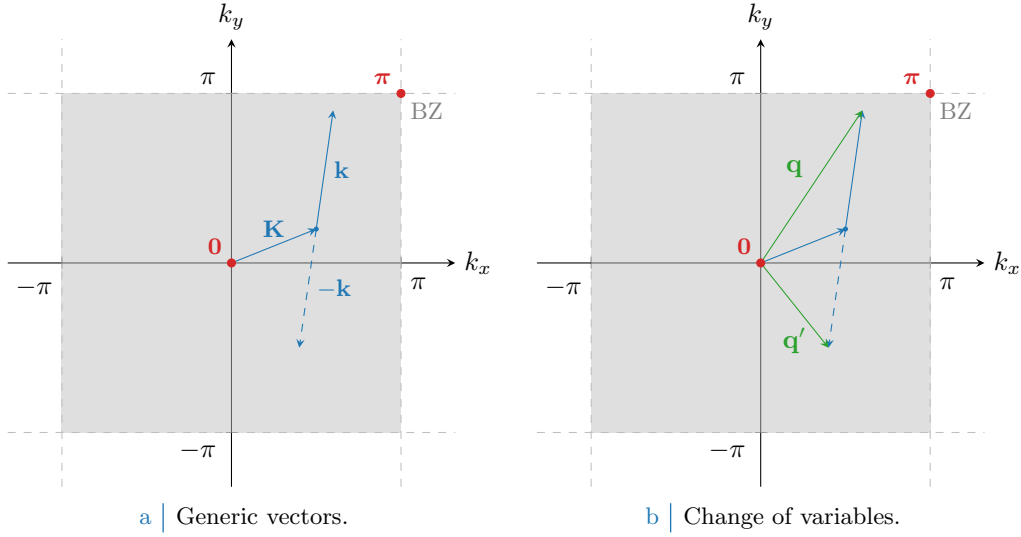 k_y
π
π
BZ
k
K
0
k_x
−π
π
−k
−π
a | Generic vectors.
k_y
π
π
BZ
q
0
k_x
−π
π
q′
−π
b | Change of variables.